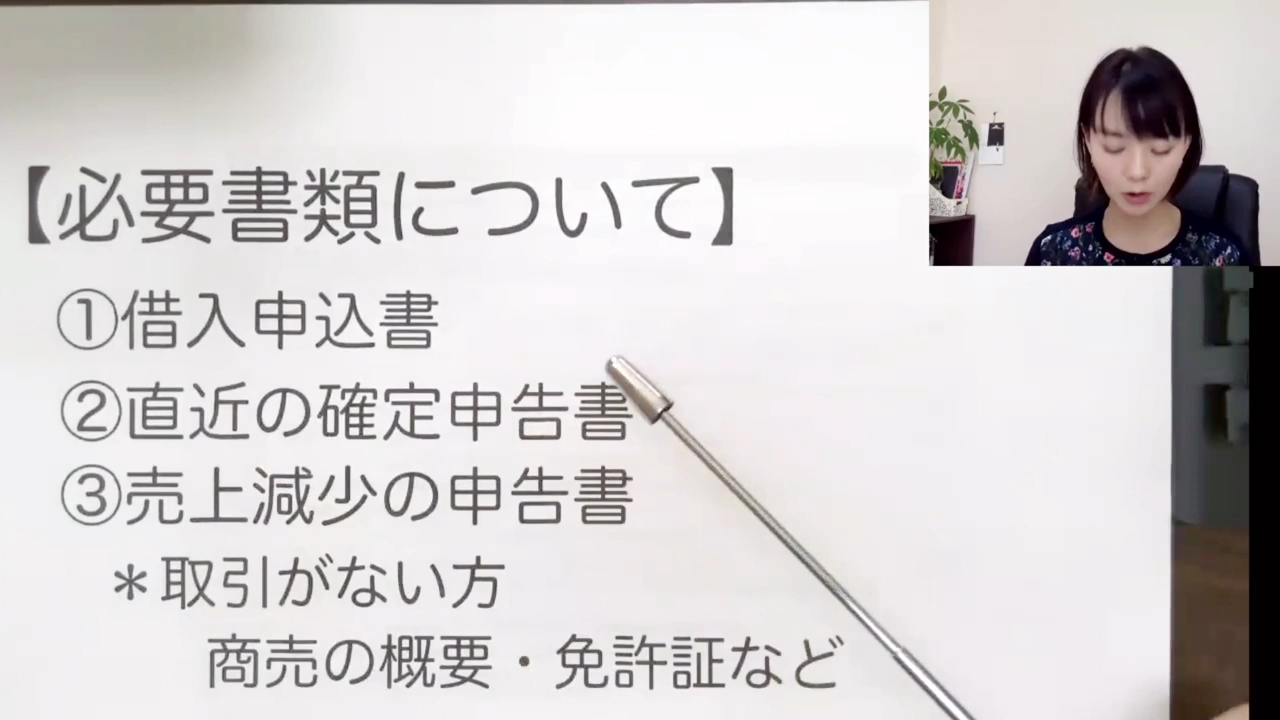 【必要書類について】
①借入申込書
②直近の確定申告書
③売上減少の申告書
＊取引がない方
商売の概要・免許証など